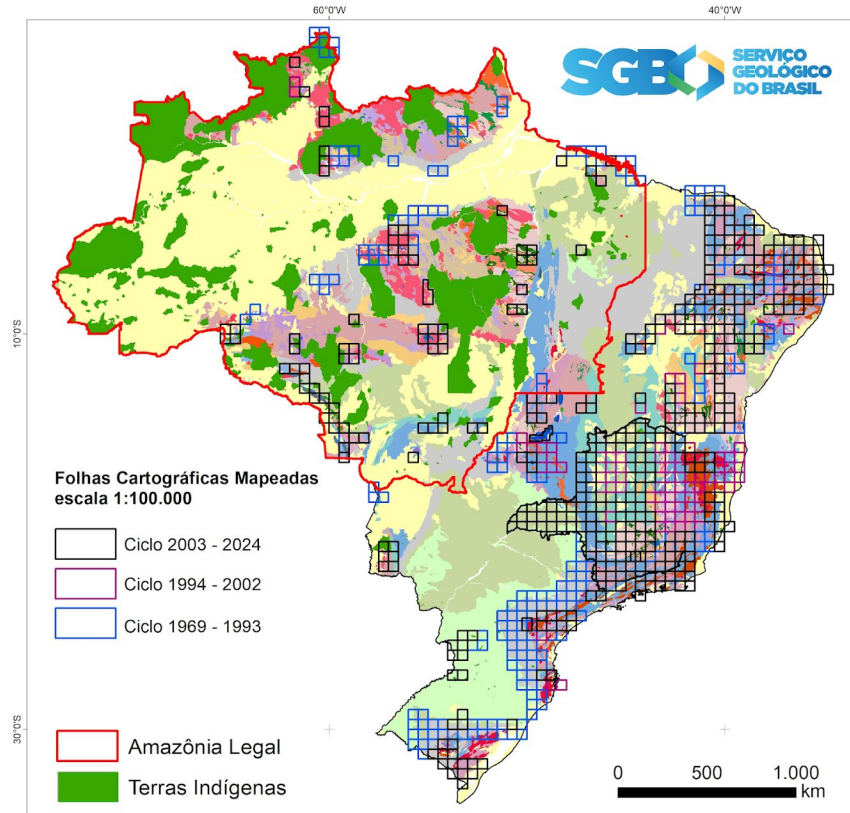 60°0'W
40°0'W
SGB
SERVIÇO
GEOLÓGICO
DO BRASIL
10°0'S
Folhas Cartográficas Mapeadas
escala 1:100.000
Ciclo 2003 - 2024
Ciclo 1994 - 2002
Ciclo 1969 - 1993
30°0'S
Amazônia Legal
Terras Indígenas
0 500 1.000
km